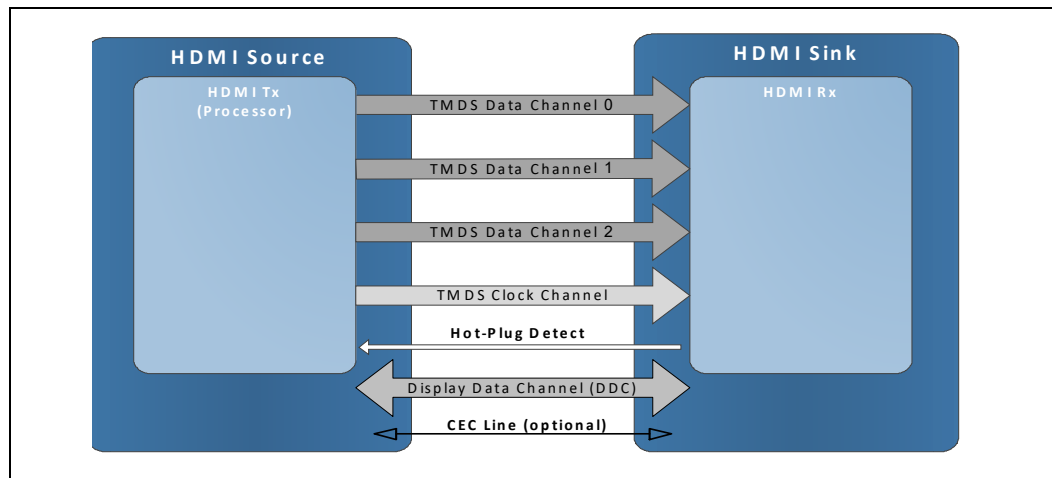 HDMI Source
HDMI Sink
HDMI Tx
(Processor)
HDMI Rx
TMDS Data Channel 0
TMDS Data Channel 1
TMDS Data Channel 2
TMDS Clock Channel
Hot-Plug Detect
Display Data Channel (DDC)
CEC Line (optional)